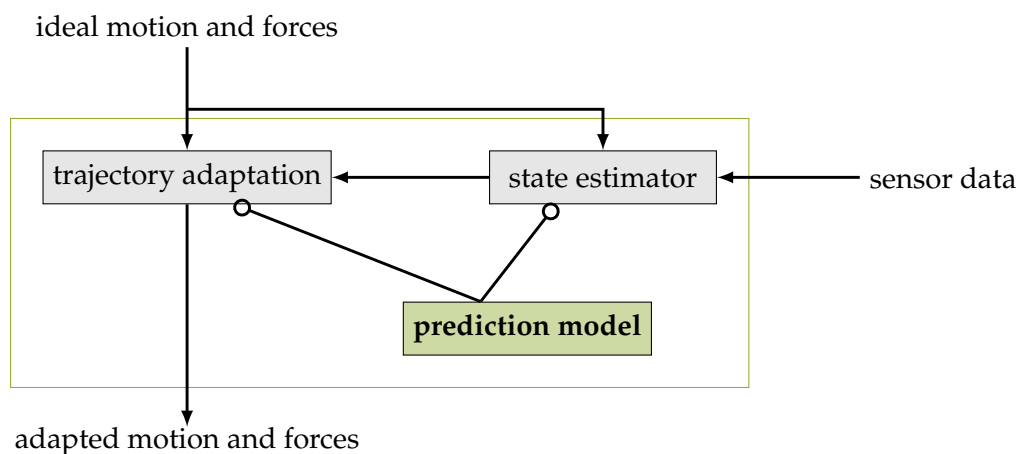 ideal motion and forces
trajectory adaptation
state estimator
sensor data
prediction model
adapted motion and forces